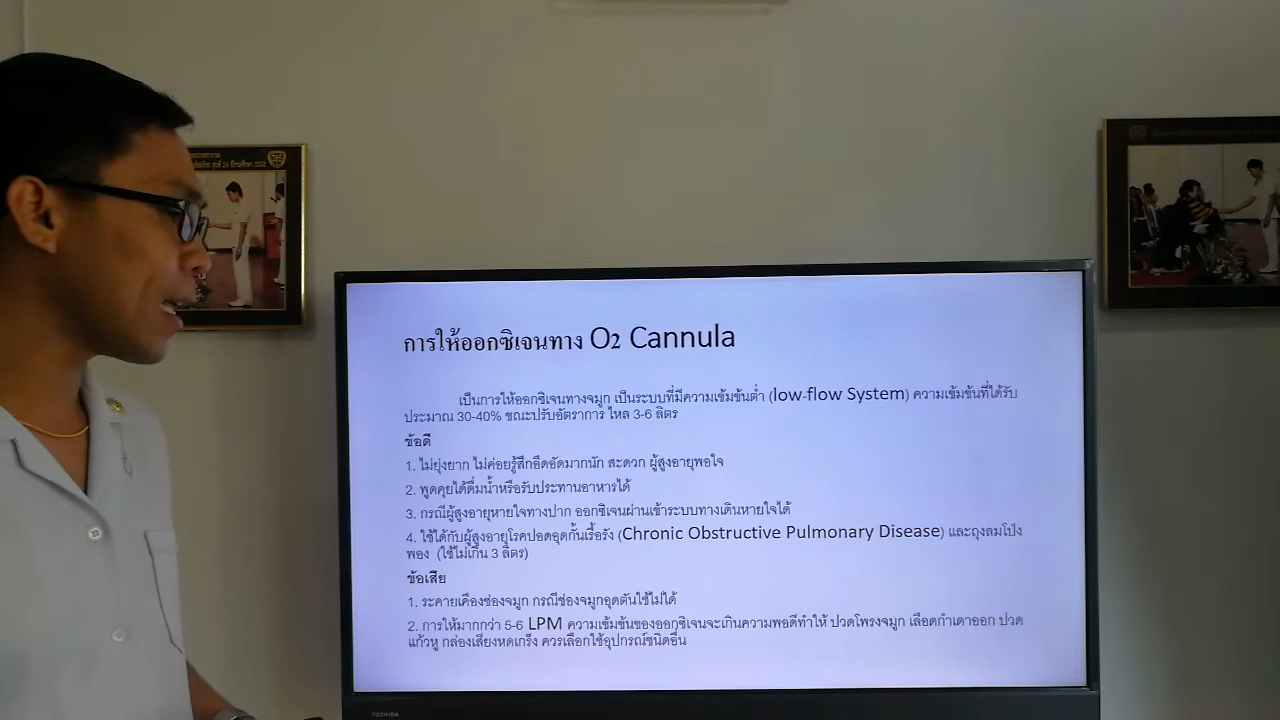 การให้ออกซิเจนทาง O2 Cannula
เป็นการให้ออกซิเจนทางจมูก เป็นระบบที่มีความเข้มข้นต่ำ (low-flow System) ความเข้มข้นที่ได้รับ
ประมาณ 30-40% ขณะปรับอัตราการ ไหล 3-6 ลิตร
ข้อดี
1. ไม่ยุ่งยาก ไม่ค่อยรู้สึกอึดอัดมากนัก สะดวก ผู้สูงอายุพอใจ
2. พูดคุยได้ดื่มน้ำหรือรับประทานอาหารได้
3. กรณีผู้สูงอายุหายใจทางปาก ออกซิเจนผ่านเข้าระบบทางเดินหายใจได้
4. ใช้ได้กับผู้สูงอายุโรคปอดอุดกั้นเรื้อรัง (Chronic Obstructive Pulmonary Disease) และถุงลมโป่ง
พอง (ใช้ไม่เกิน 3 ลิตร)
ข้อเสีย
1. ระคายเคืองช่องจมูก กรณีช่องจมูกอุดตันใช้ไม่ได้
2. การให้มากกว่า 5-6 LPM ความเข้มข้นของออกซิเจนจะเกินความพอดีทำให้ ปวดโพรงจมูก เลือดกำเดาออก ปวด
แก้วหู กล่องเสียงหดเกร็ง ควรเลือกใช้อุปกรณ์ชนิดอื่น
TOSHIBA